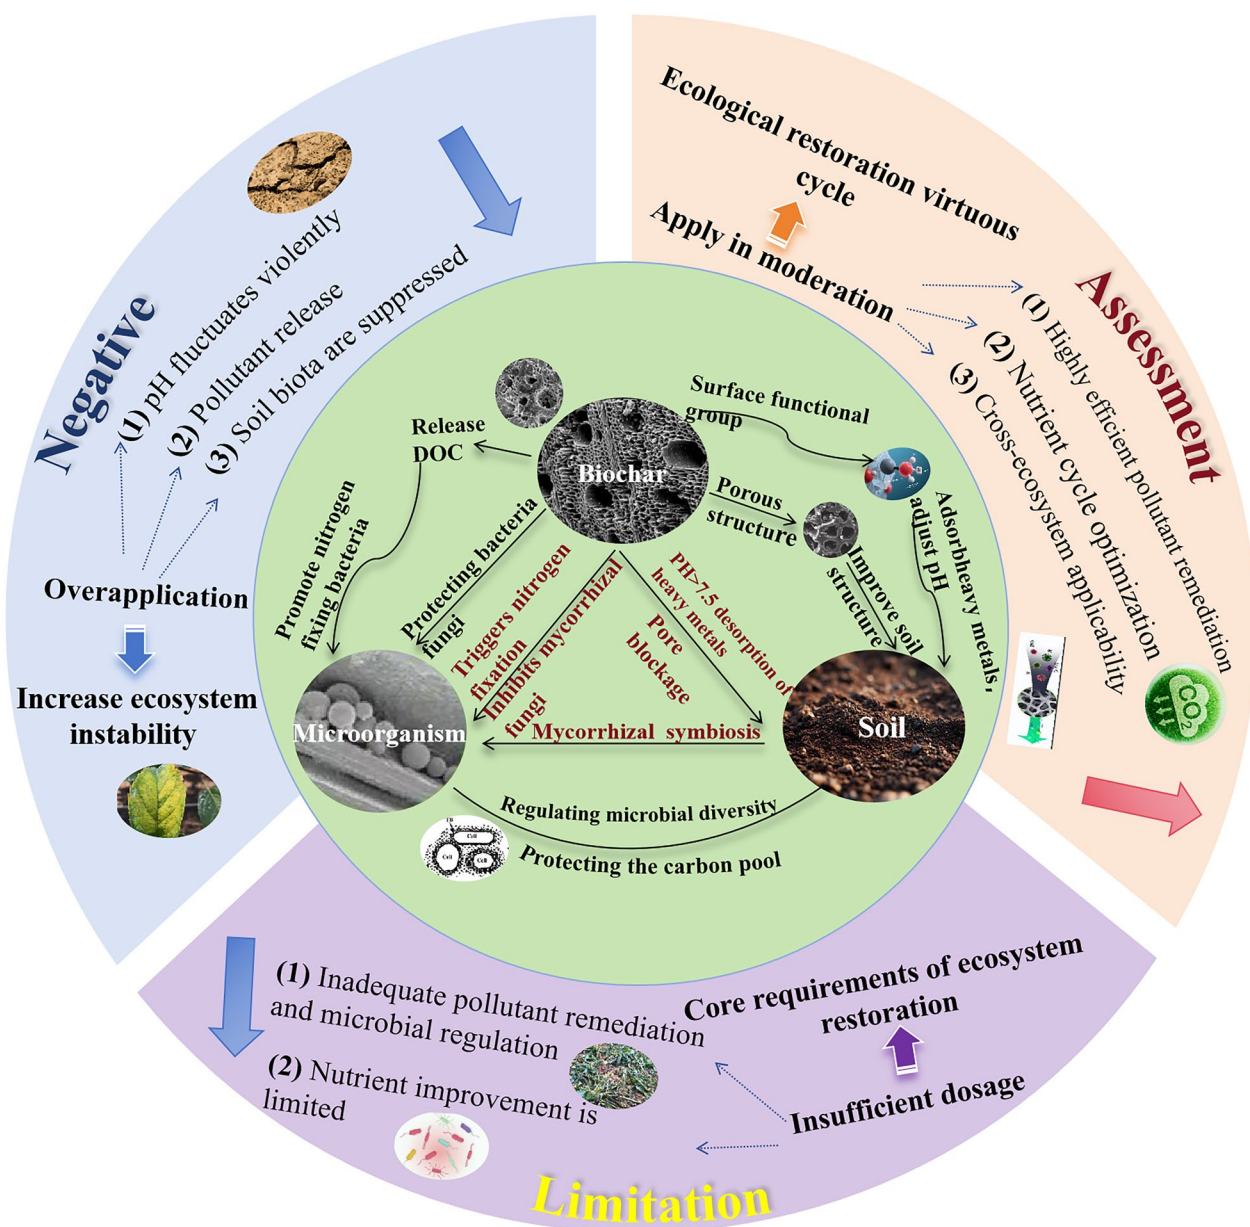 Negative
(1) pH fluctuates violently
(2) Pollutant release
(3) Soil biota are suppressed
Overapplication
Increase ecosystem
instability
Ecological restoration virtuous
cycle
Apply in moderation
Assessment
(1) Highly efficient pollutant remediation
(2) Nutrient cycle optimization
(3) Cross-ecosystem applicability
CO2
Biochar
Release
DOC
Surface functional
group
Porous
structure
Promote nitrogen
fixing bacteria
Protecting bacteria
fungi
Triggers nitrogen
fixation
Inhibits mycorrhizal
fungi
PH>7.5 desorption of
heavy metals
Pore
blockage
Improve soil
structure
Adsorbheavy metals,
adjust pH
Microorganism
Mycorrhizal symbiosis
Soil
Regulating microbial diversity
Protecting the carbon pool
Cell
Cell
Cell
(1) Inadequate pollutant remediation
and microbial regulation
(2) Nutrient improvement is
limited
Core requirements of ecosystem
restoration
Insufficient dosage
Limitation